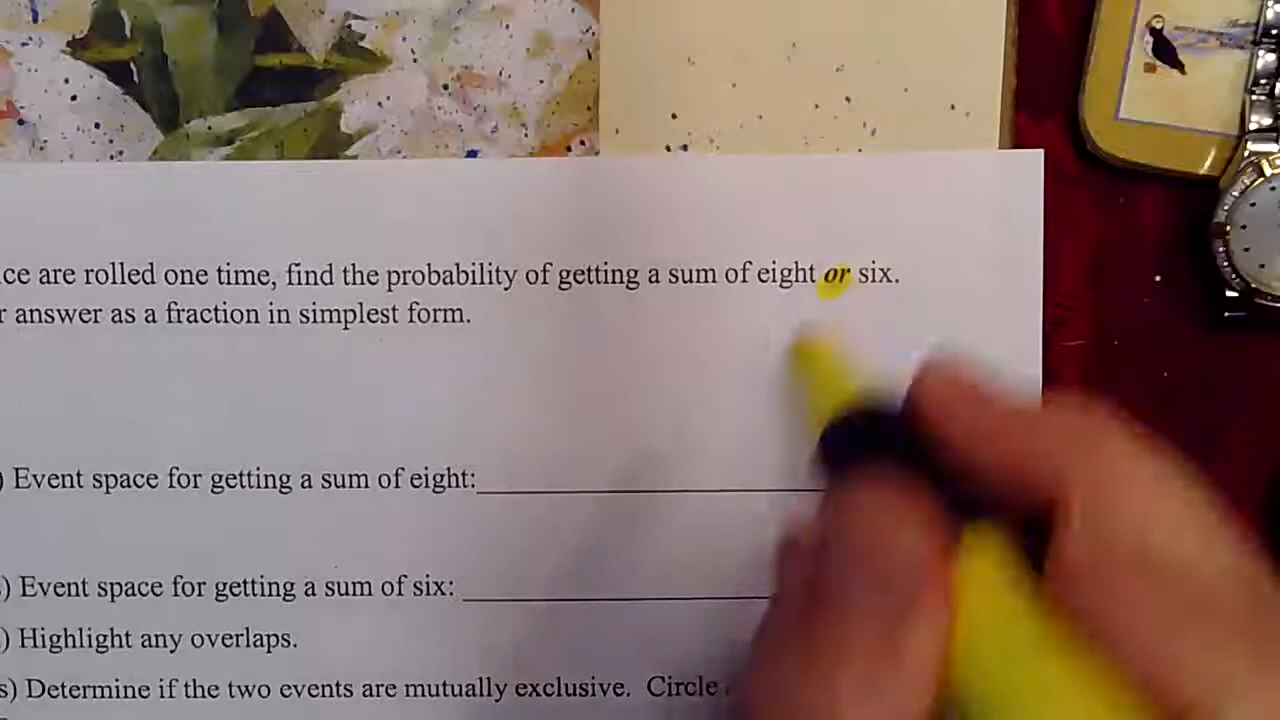 ce are rolled one time, find the probability of getting a sum of eight or six.
r answer as a fraction in simplest form.
) Event space for getting a sum of eight:
) Event space for getting a sum of six:
) Highlight any overlaps.
s) Determine if the two events are mutually exclusive. Circle